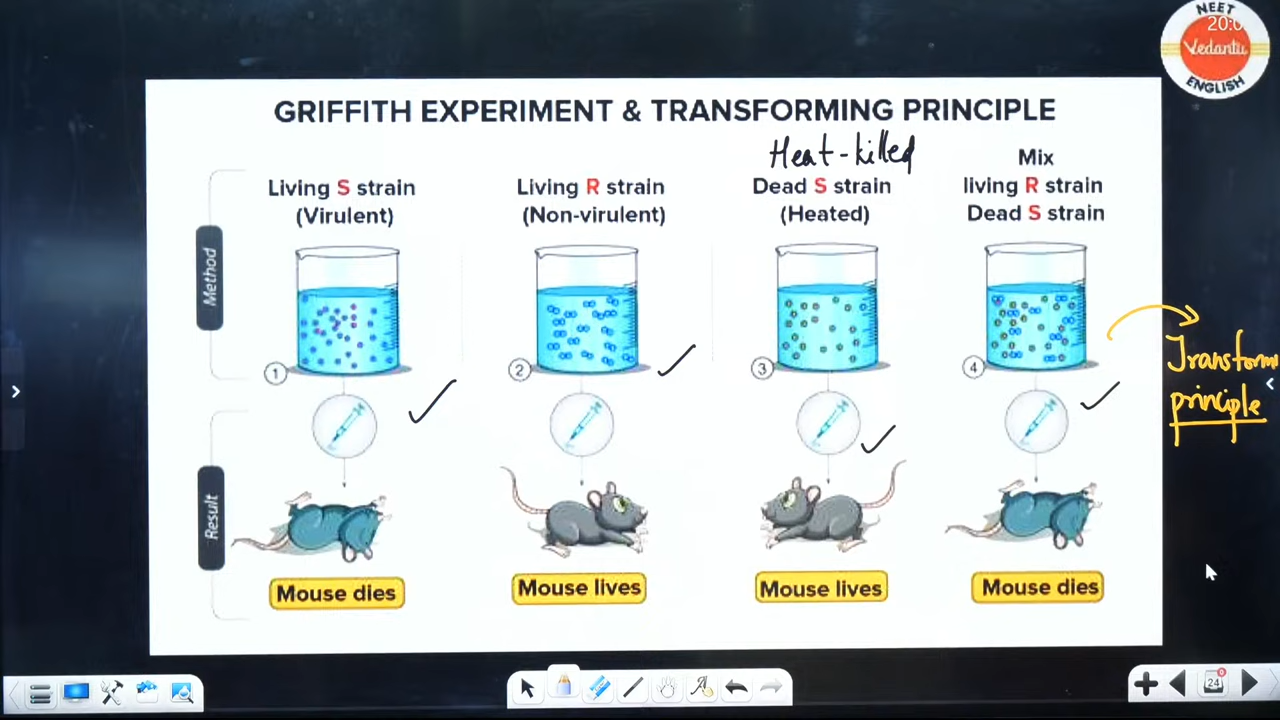 NEET
20:0
Vedantu
ENGLISH
GRIFFITH EXPERIMENT & TRANSFORMING PRINCIPLE
Heat-killed
Living S strain
(Virulent)
Living R strain
(Non-virulent)
Dead S strain
(Heated)
Mix
living R strain
Dead S strain
Method
1
2
3
4
Transform
principle
Result
Mouse dies
Mouse lives
Mouse lives
Mouse dies
24